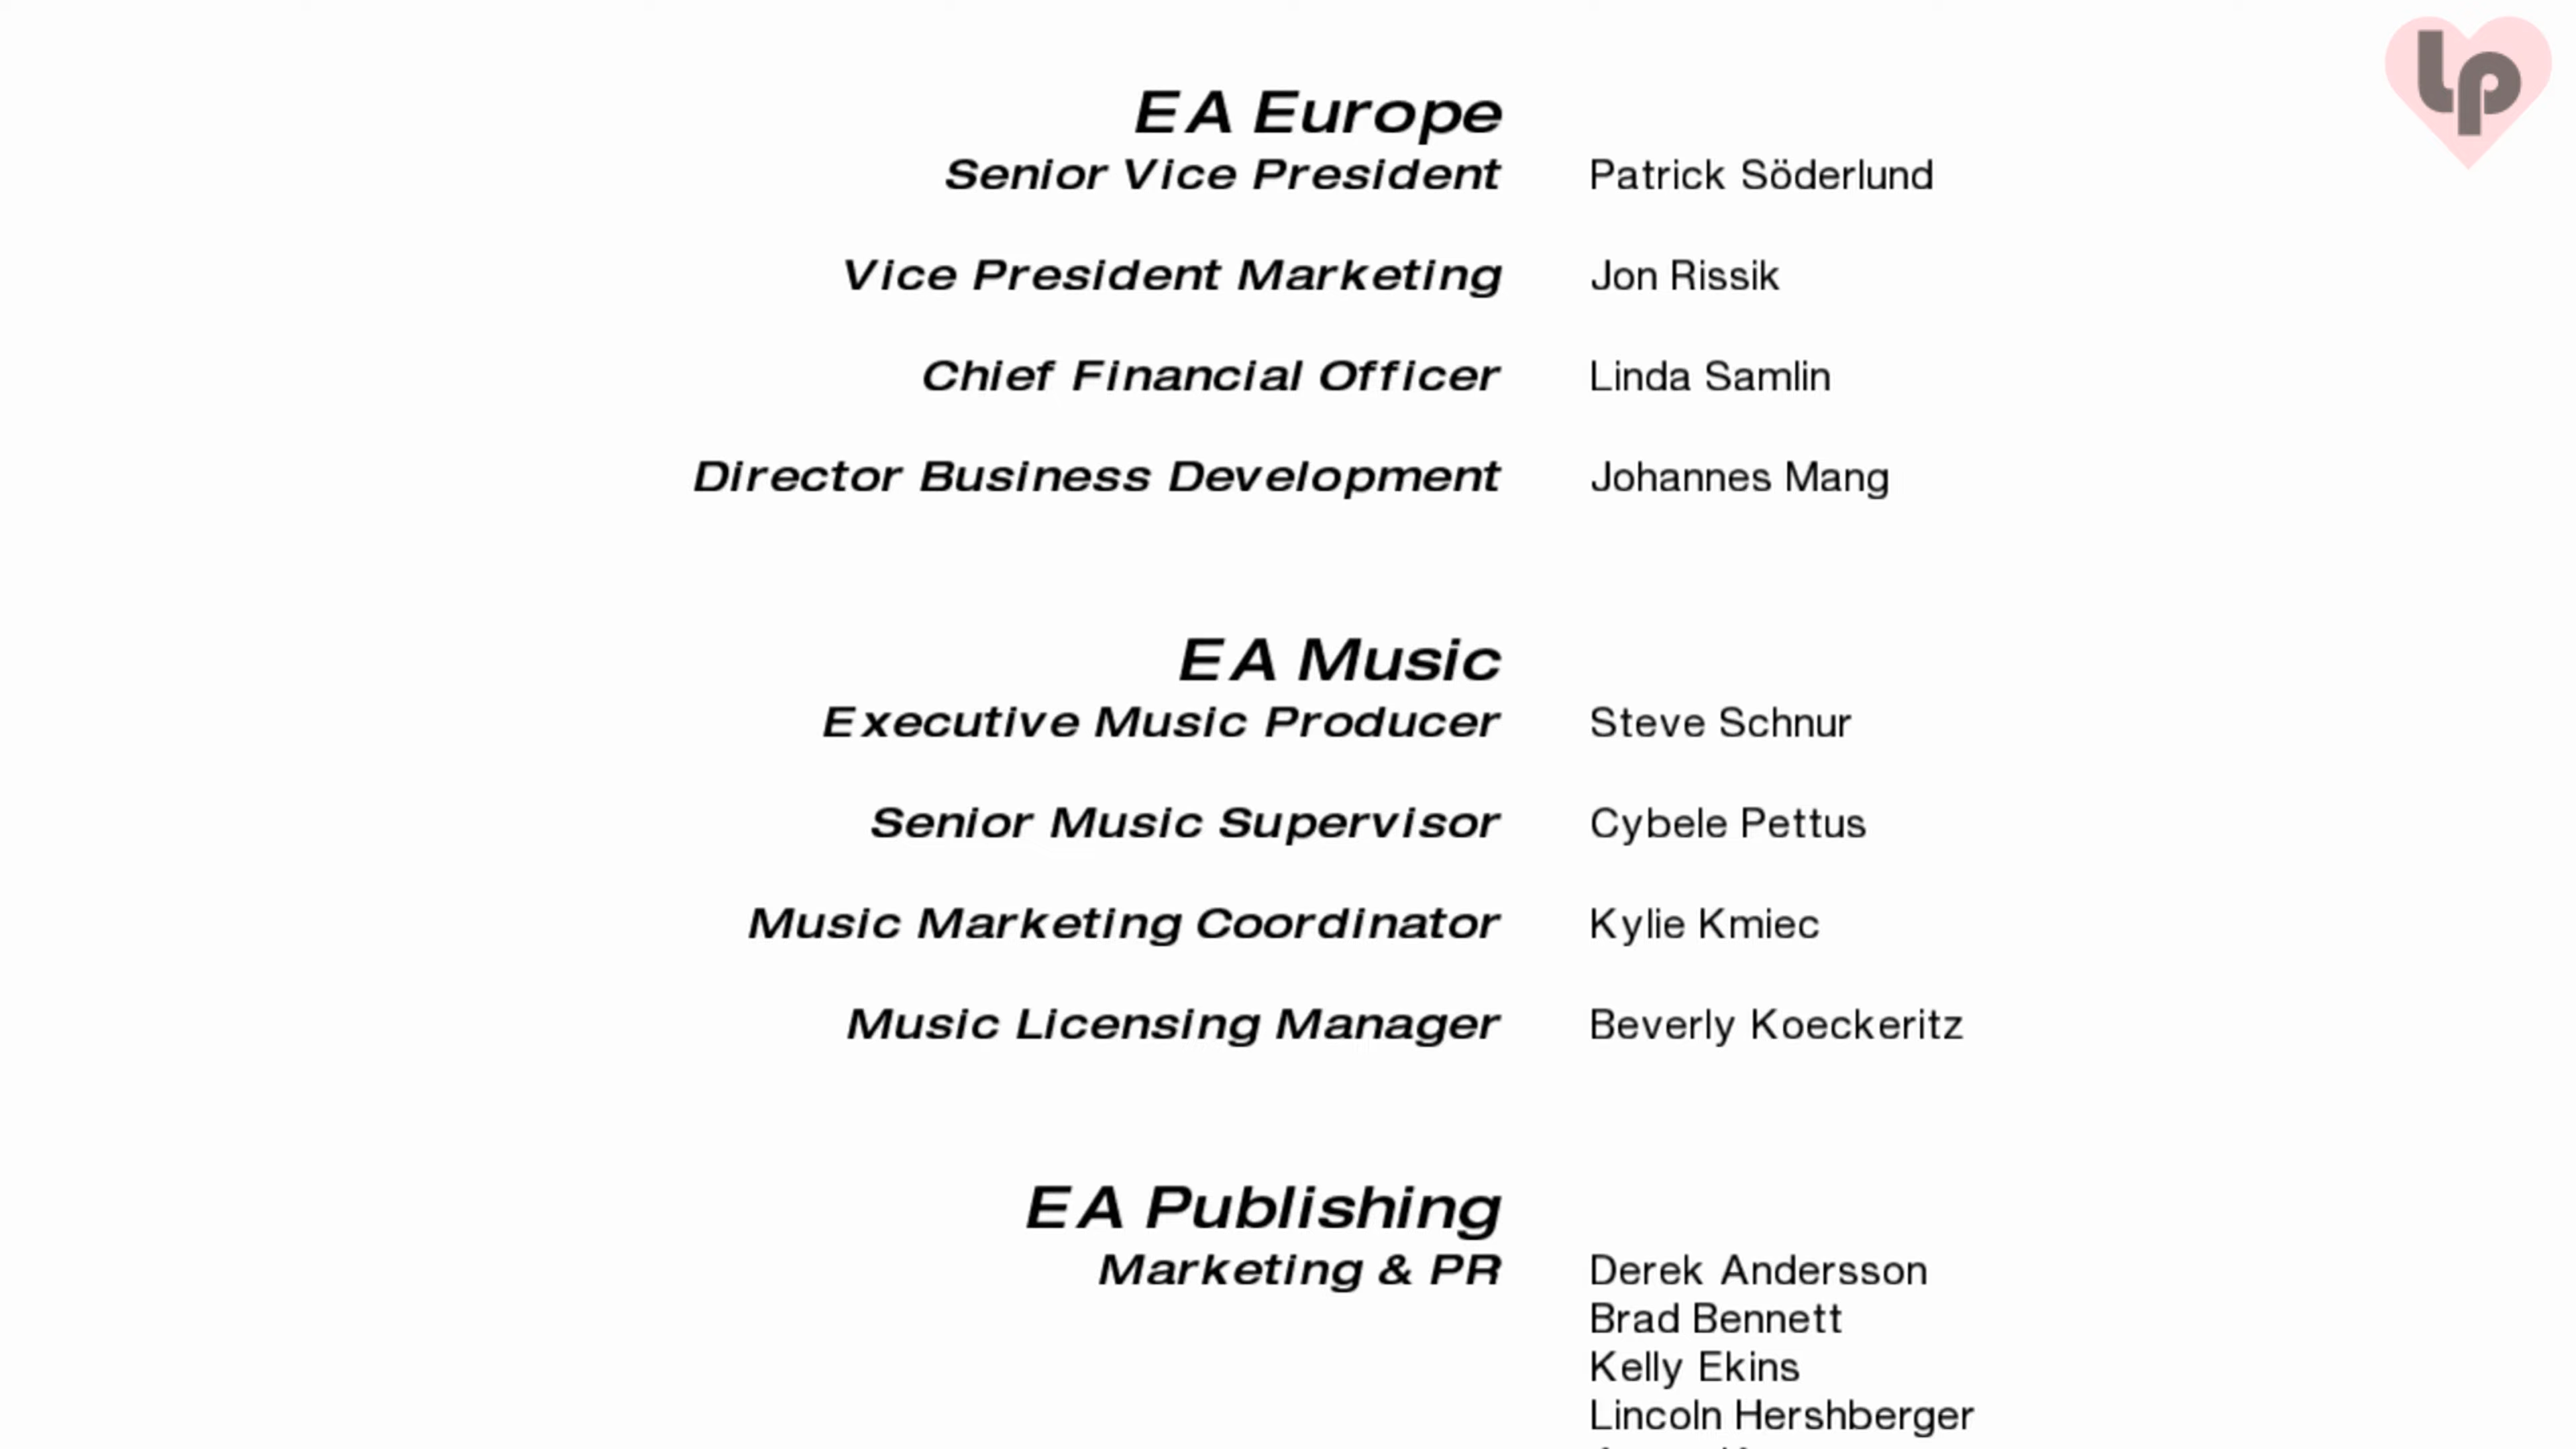 LP
EA Europe
Senior Vice President Patrick Söderlund
Vice President Marketing Jon Rissik
Chief Financial Officer Linda Samlin
Director Business Development Johannes Mang
EA Music
Executive Music Producer Steve Schnur
Senior Music Supervisor Cybele Pettus
Music Marketing Coordinator Kylie Kmiec
Music Licensing Manager Beverly Koeckeritz
EA Publishing
Marketing & PR Derek Andersson
Brad Bennett
Kelly Ekins
Lincoln Hershberger